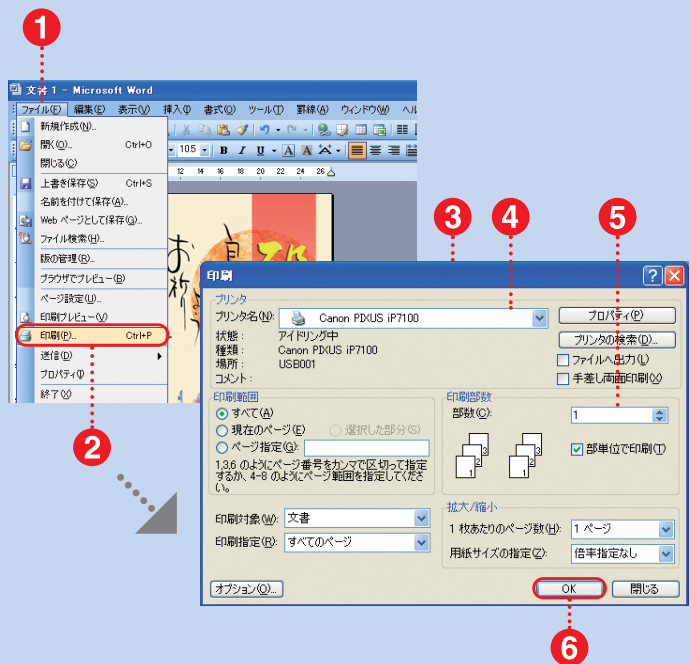 1
文書 1 - Microsoft Word
ファイル(F) 編集(E) 表示(V) 挿入(I) 書式(O) ツール(T) 罫線(A) ウィンドウ(W)
新規作成(N)...
開く(O)... Ctrl+O
10.5 B I U A A
閉じる(C)
12 14 16 18 20 22 24 26
上書き保存(S) Ctrl+S
名前を付けて保存(A)...
Web ページとして保存(G)...
ファイル検索(H)...
版の管理(R)...
ブラウザでプレビュー(B)
ページ設定(U)...
印刷プレビュー(V)
印刷(P)... Ctrl+P
送信(D)
プロパティ(I)
終了(X)
2
3
4
5
印刷
プリンタ
プリンタ名(N): Canon PIXUS iP7100 プロパティ(P)
状態: アイドリング中 プリンタの検索(D)...
種類: Canon PIXUS iP7100
場所: USB001 ファイルへ出力(L)
コメント: 手差し両面印刷(X)
印刷範囲
すべて(A)
現在のページ(E) 選択した部分(S)
ページ指定(G):
1,3,6 のようにページ番号をカンマで区切って指定
するか、4-8 のようにページ範囲を指定してくださ
い。
印刷部数
部数(C): 1
部単位で印刷(T)
3 3
2 2
1 1
印刷対象(W): 文書
印刷指定(R): すべてのページ
拡大/縮小
1 枚あたりのページ数(H): 1 ページ
用紙サイズの指定(Z): 倍率指定なし
オプション(O)... OK 閉じる
6